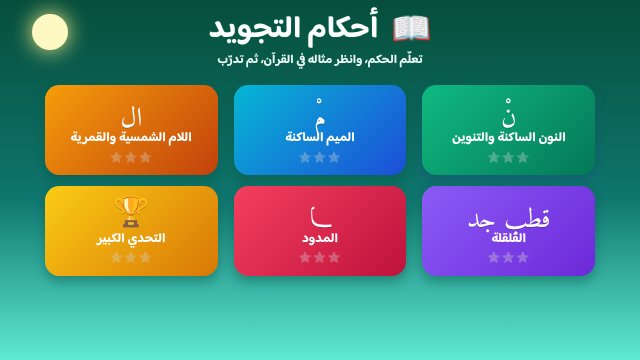 أحكام التجويد
تعلّم الحكم، وانظر مثاله في القرآن، ثم تدرّب
نْ
النون الساكنة والتنوين
مْ
الميم الساكنة
ال
اللام الشمسية والقمرية
قطب جد
القلقلة
ـا
المدود
التحدي الكبير